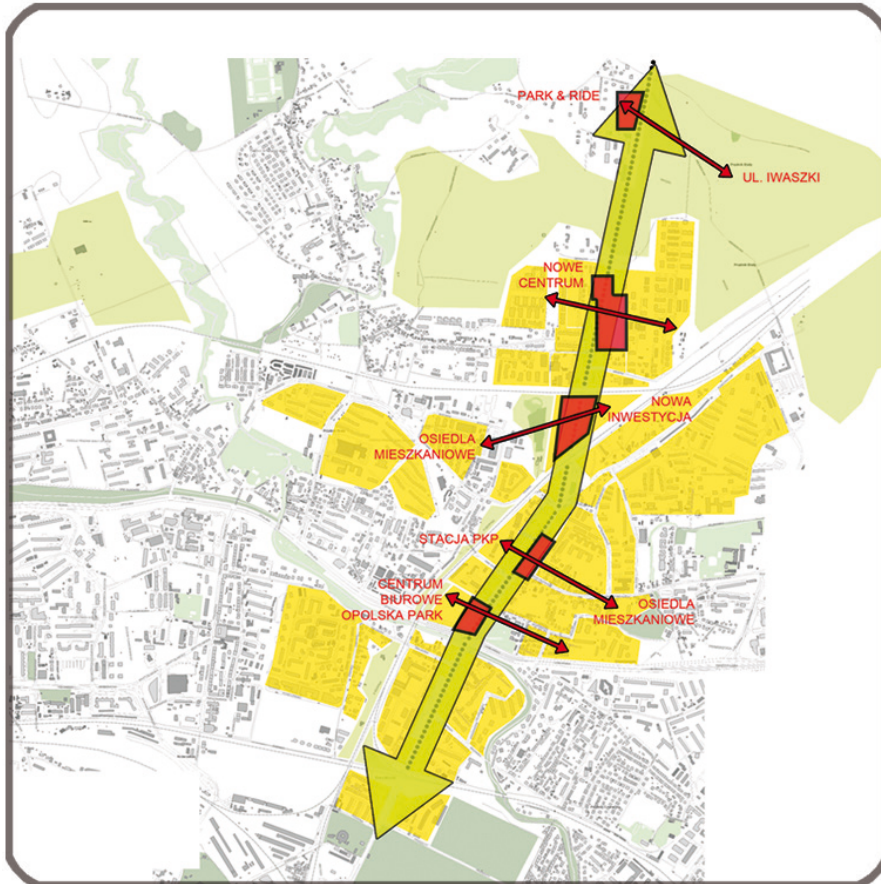 PARK & RIDE
UL. IWASZKI
NOWE
CENTRUM
NOWA
INWESTYCJA
OSIEDLA
MIESZKANIOWE
STACJA PKP
CENTRUM
BIUROWE
OPOLSKA PARK
OSIEDLA
MIESZKANIOWE